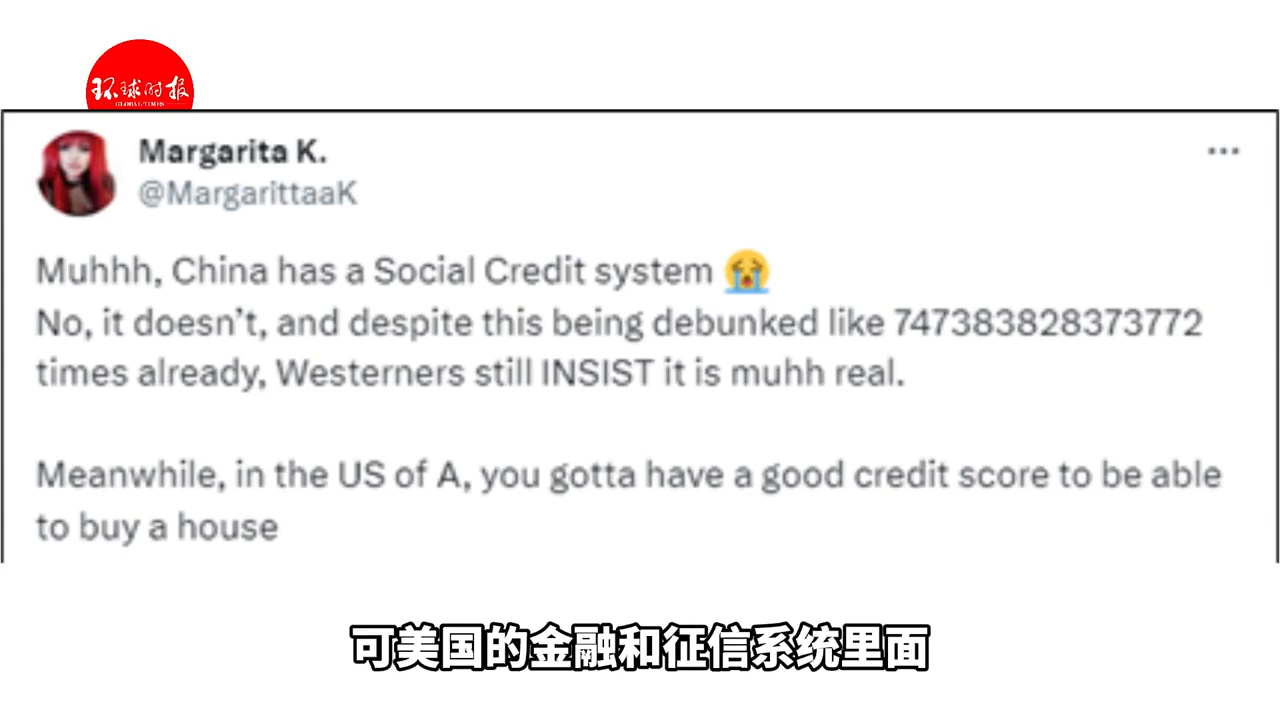 环球时报
GLOBAL TIMES
Margarita K.
@MargarittaaK
Muhhh, China has a Social Credit system 😭
No, it doesn’t, and despite this being debunked like 747383828373772
times already, Westerners still INSIST it is muhh real.
Meanwhile, in the US of A, you gotta have a good credit score to be able
to buy a house
可美国的金融和征信系统里面